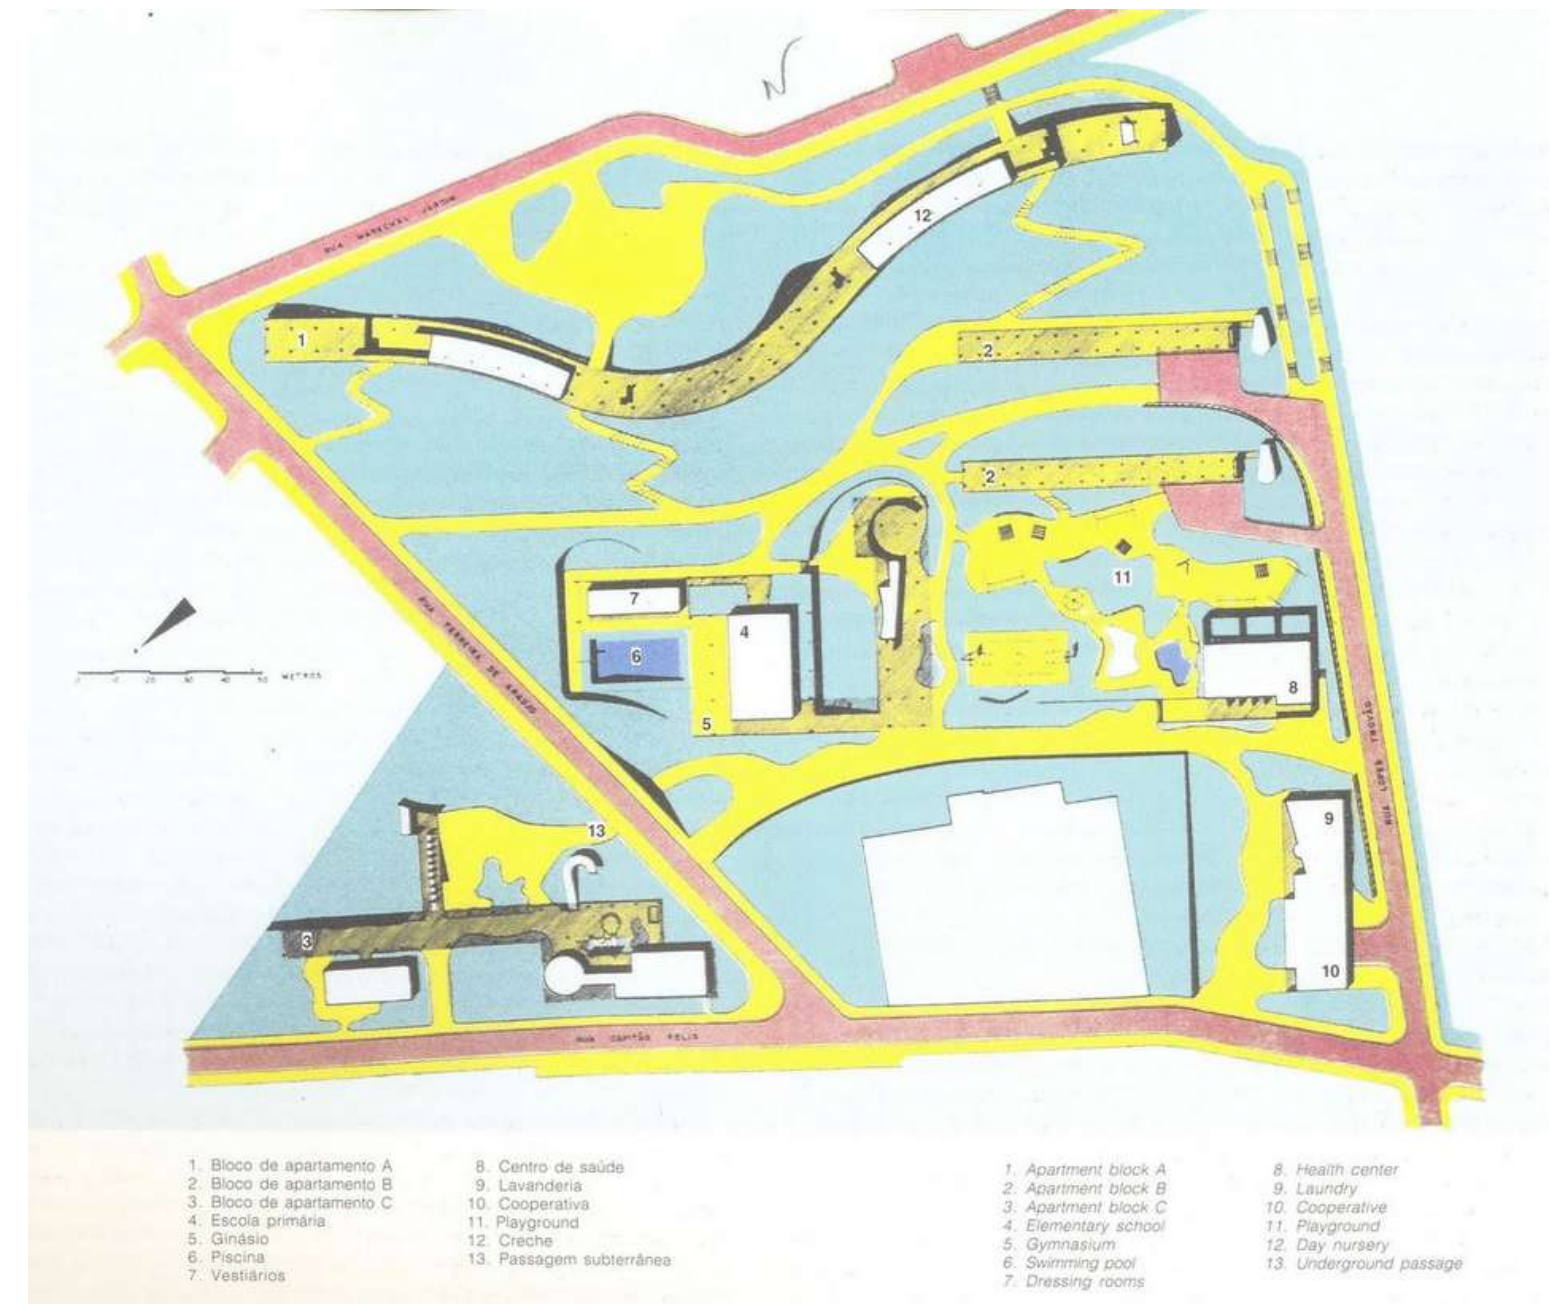 N
RUA MARECHAL JARDIM
12
1
2
2
11
7
4
6
8
5
RUA FERREIRA DE ARAUJO
METROS
RUA LOPES TROVÃO
13
9
3
10
RUA CAPITÃO FELIX
1. Bloco de apartamento A
2. Bloco de apartamento B
3. Bloco de apartamento C
4. Escola primária
5. Ginásio
6. Piscina
7. Vestiários
8. Centro de saúde
9. Lavanderia
10. Cooperativa
11. Playground
12. Creche
13. Passagem subterrânea
1. Apartment block A
2. Apartment block B
3. Apartment block C
4. Elementary school
5. Gymnasium
6. Swimming pool
7. Dressing rooms
8. Health center
9. Laundry
10. Cooperative
11. Playground
12. Day nursery
13. Underground passage